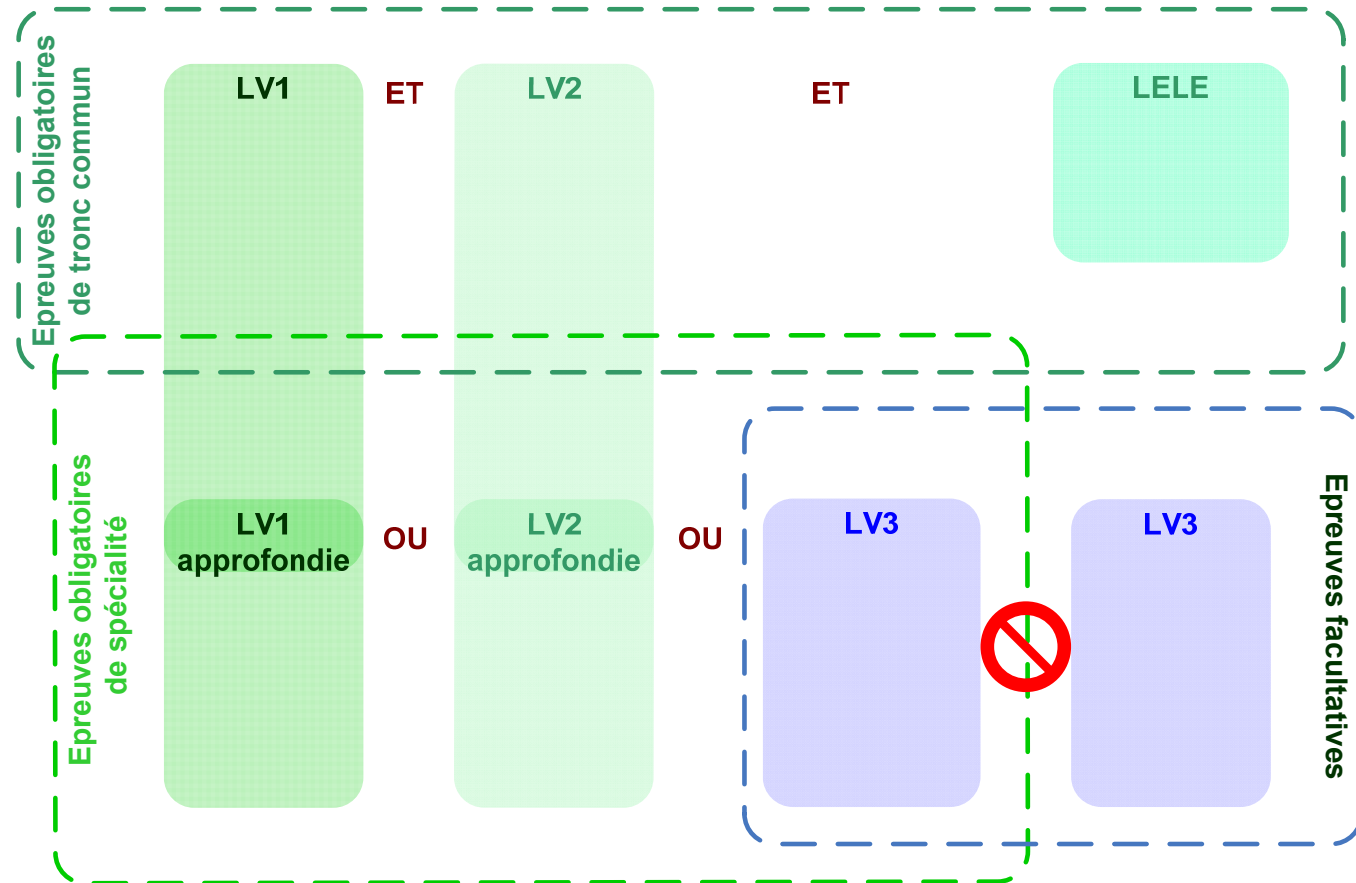 Epreuves obligatoires
de tronc commun
LV1
ET
LV2
ET
LELE
Epreuves obligatoires
de spécialité
LV1
approfondie
OU
LV2
approfondie
OU
LV3
LV3
Epreuves facultatives